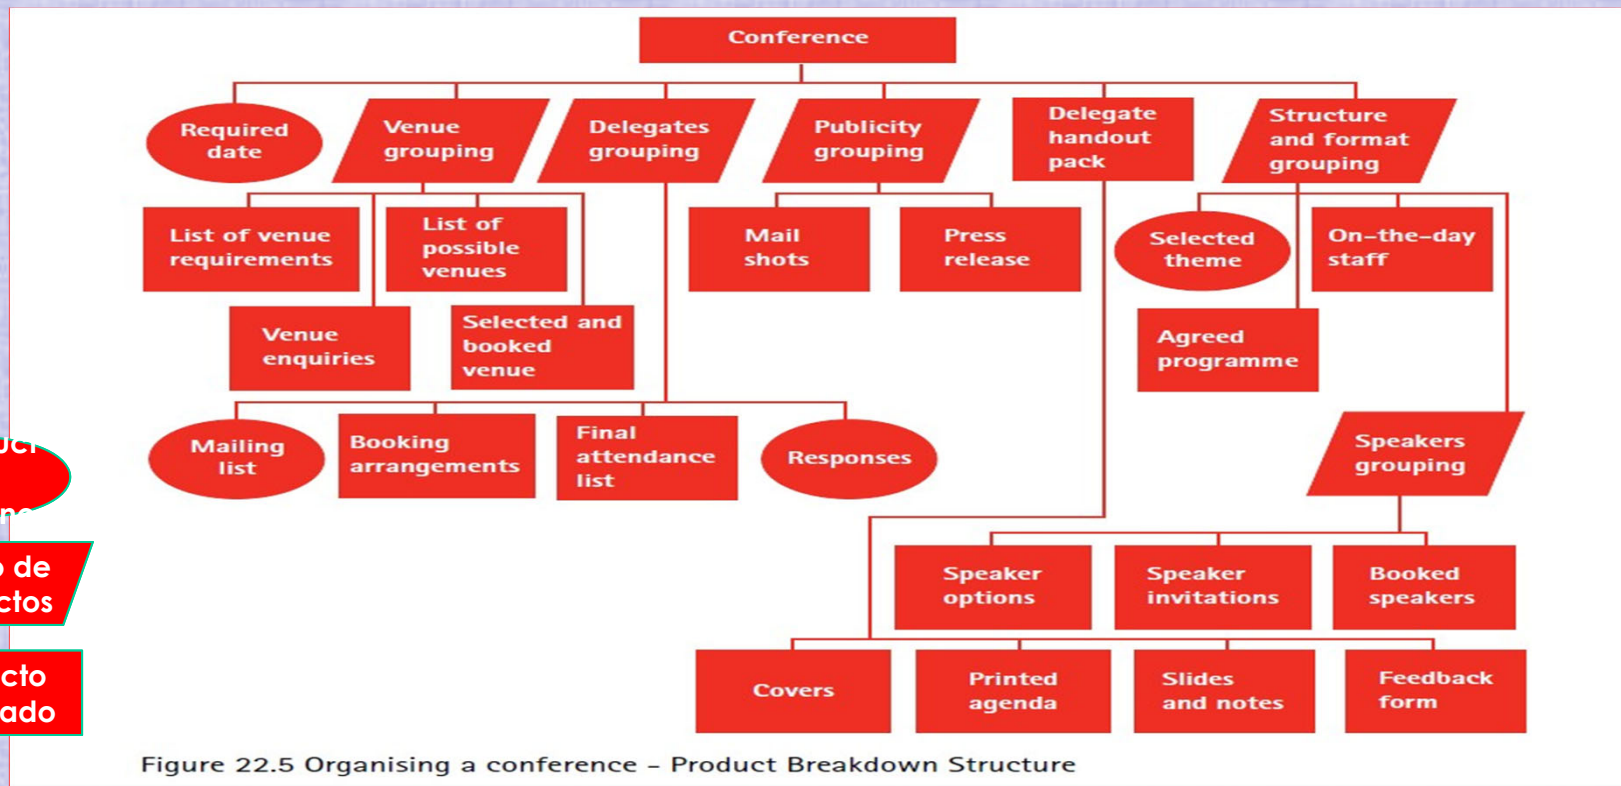 Conference
Required
date
Venue
grouping
Delegates
grouping
Publicity
grouping
Delegate
handout
pack
Structure
and format
grouping
List of venue
requirements
List of
possible
venues
Mail
shots
Press
release
Selected
theme
On-the-day
staff
Venue
enquiries
Selected and
booked
venue
Agreed
programme
Mailing
list
Booking
arrangements
Final
attendance
list
Responses
Speakers
grouping
de
ctos
cto
ado
Speaker
options
Speaker
invitations
Booked
speakers
Covers
Printed
agenda
Slides
and notes
Feedback
form
Figure 22.5 Organising a conference – Product Breakdown Structure